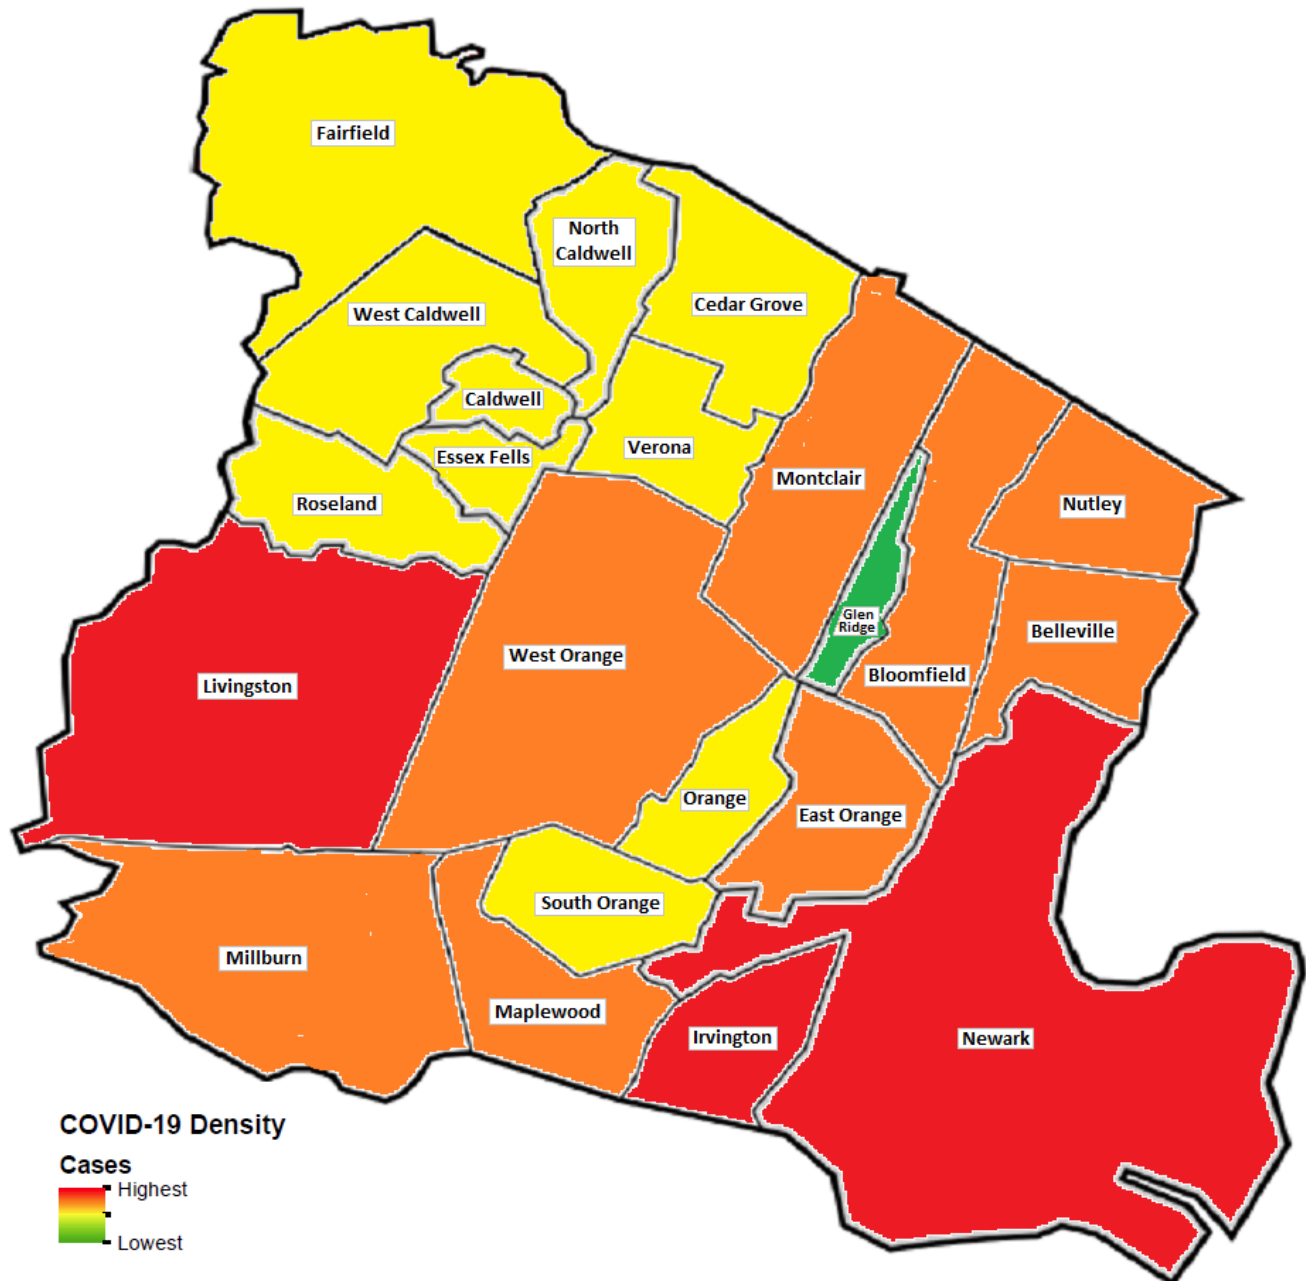 Fairfield
North
Caldwell
Cedar Grove
West Caldwell
Caldwell
Verona
Essex Fells
Montclair
Roseland
Nutley
Glen
Ridge
Belleville
West Orange
Bloomfield
Livingston
Orange
East Orange
South Orange
Millburn
Maplewood
Irvington
Newark
COVID-19 Density
Cases
Highest
Lowest